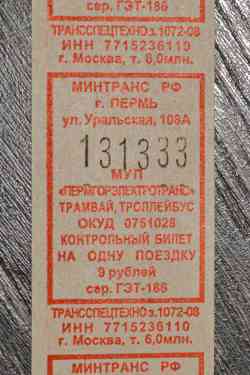 сер. ГЭТ-186
ТРАНССПЕЦТЕХНО з.1072-08
ИНН 7715236110
г. Москва, т. 6,0млн.
МИНТРАНС РФ
г. ПЕРМЬ
ул. Уральская, 108А
131333
МУП
«ПЕРМГОРЭЛЕКТРОТРАНС»
ТРАМВАЙ, ТРОЛЛЕЙБУС
ОКУД 0751028
КОНТРОЛЬНЫЙ БИЛЕТ
НА ОДНУ ПОЕЗДКУ
9 рублей
сер. ГЭТ-186
ТРАНССПЕЦТЕХНО з.1072-08
ИНН 7715236110
г. Москва, т. 6,0млн.
МИНТРАНС РФ